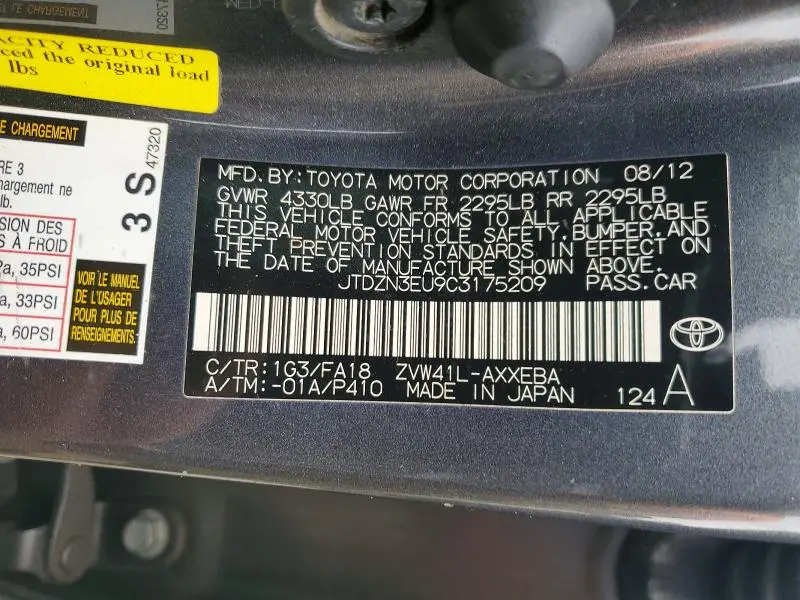 ACITY REDUCED
ced the original load
lbs
E CHARGEMENT
47320
3 S
RE 3
hargement ne
lb.
SION DES
S À FROID
Pa, 35PSI
a, 33PSI
a, 60PSI
VOIR LE MANUEL
DE L'USAGER
POUR PLUS DE
RENSEIGNEMENTS.
MFD. BY: TOYOTA MOTOR CORPORATION 08/12
GVWR 4330LB GAWR FR 2295LB RR 2295LB
THIS VEHICLE CONFORMS TO ALL APPLICABLE
FEDERAL MOTOR VEHICLE SAFETY, BUMPER, AND
THEFT PREVENTION STANDARDS IN EFFECT ON
THE DATE OF MANUFACTURE SHOWN ABOVE.
JTDZN3EU9C3175209 PASS.CAR
C/TR: 1G3/FA18 ZVW41L-AXXEBA
A/TM: -01A/P410 MADE IN JAPAN 124 A